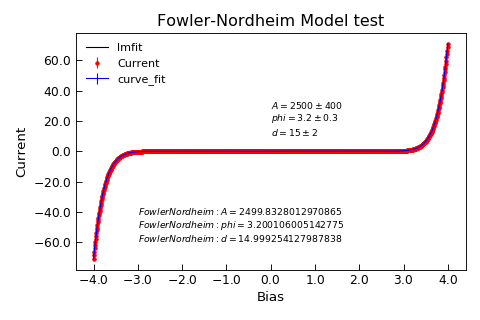 Fowler-Nordheim Model test
lmfit
Current
curve_fit
A = 2500 ± 400
phi = 3.2 ± 0.3
d = 15 ± 2
60.0
40.0
20.0
0.0
−20.0
−40.0
−60.0
Current
FowlerNordheim: A = 2499.8328012970865
FowlerNordheim: phi = 3.200106005142775
FowlerNordheim: d = 14.999254127987838
−4.0 −3.0 −2.0 −1.0 0.0 1.0 2.0 3.0 4.0
Bias